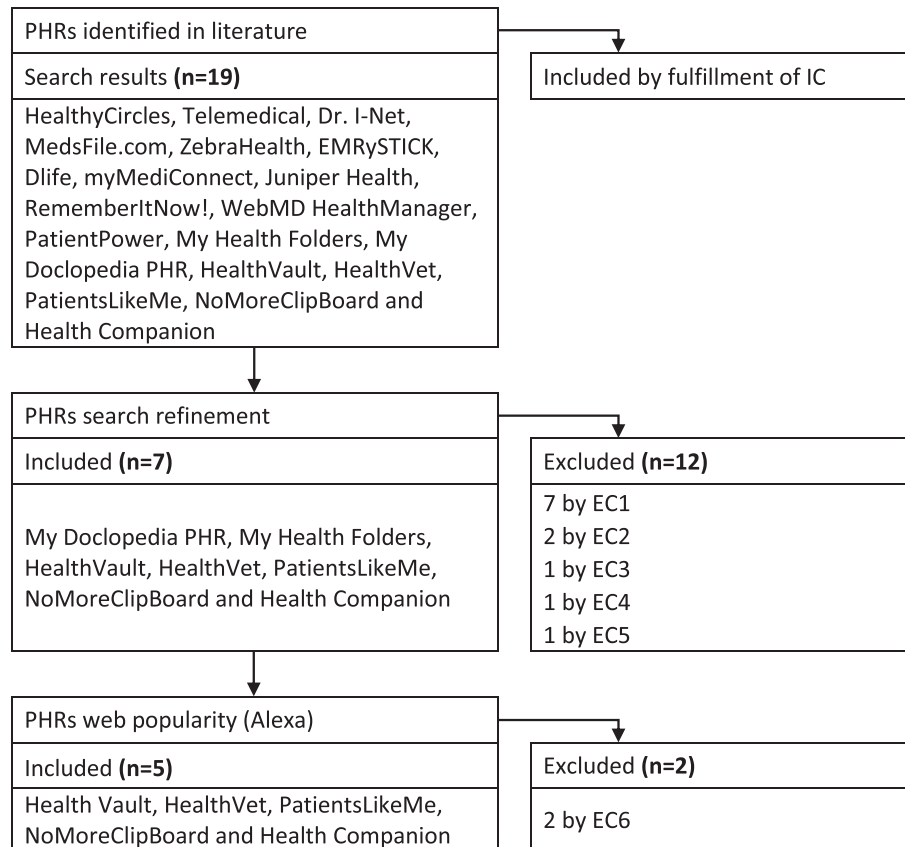 PHRs identified in literature
Search results (n=19)
HealthyCircles, Telemedical, Dr. I-Net,
MedsFile.com, ZebraHealth, EMRySTICK,
Dlife, myMediConnect, Juniper Health,
RememberItNow!, WebMD HealthManager,
PatientPower, My Health Folders, My
Doclopedia PHR, HealthVault, HealthVet,
PatientsLikeMe, NoMoreClipBoard and
Health Companion
Included by fulfillment of IC
PHRs search refinement
Included (n=7)
My Doclopedia PHR, My Health Folders,
HealthVault, HealthVet, PatientsLikeMe,
NoMoreClipBoard and Health Companion
Excluded (n=12)
7 by EC1
2 by EC2
1 by EC3
1 by EC4
1 by EC5
PHRs web popularity (Alexa)
Included (n=5)
Health Vault, HealthVet, PatientsLikeMe,
NoMoreClipBoard and Health Companion
Excluded (n=2)
2 by EC6